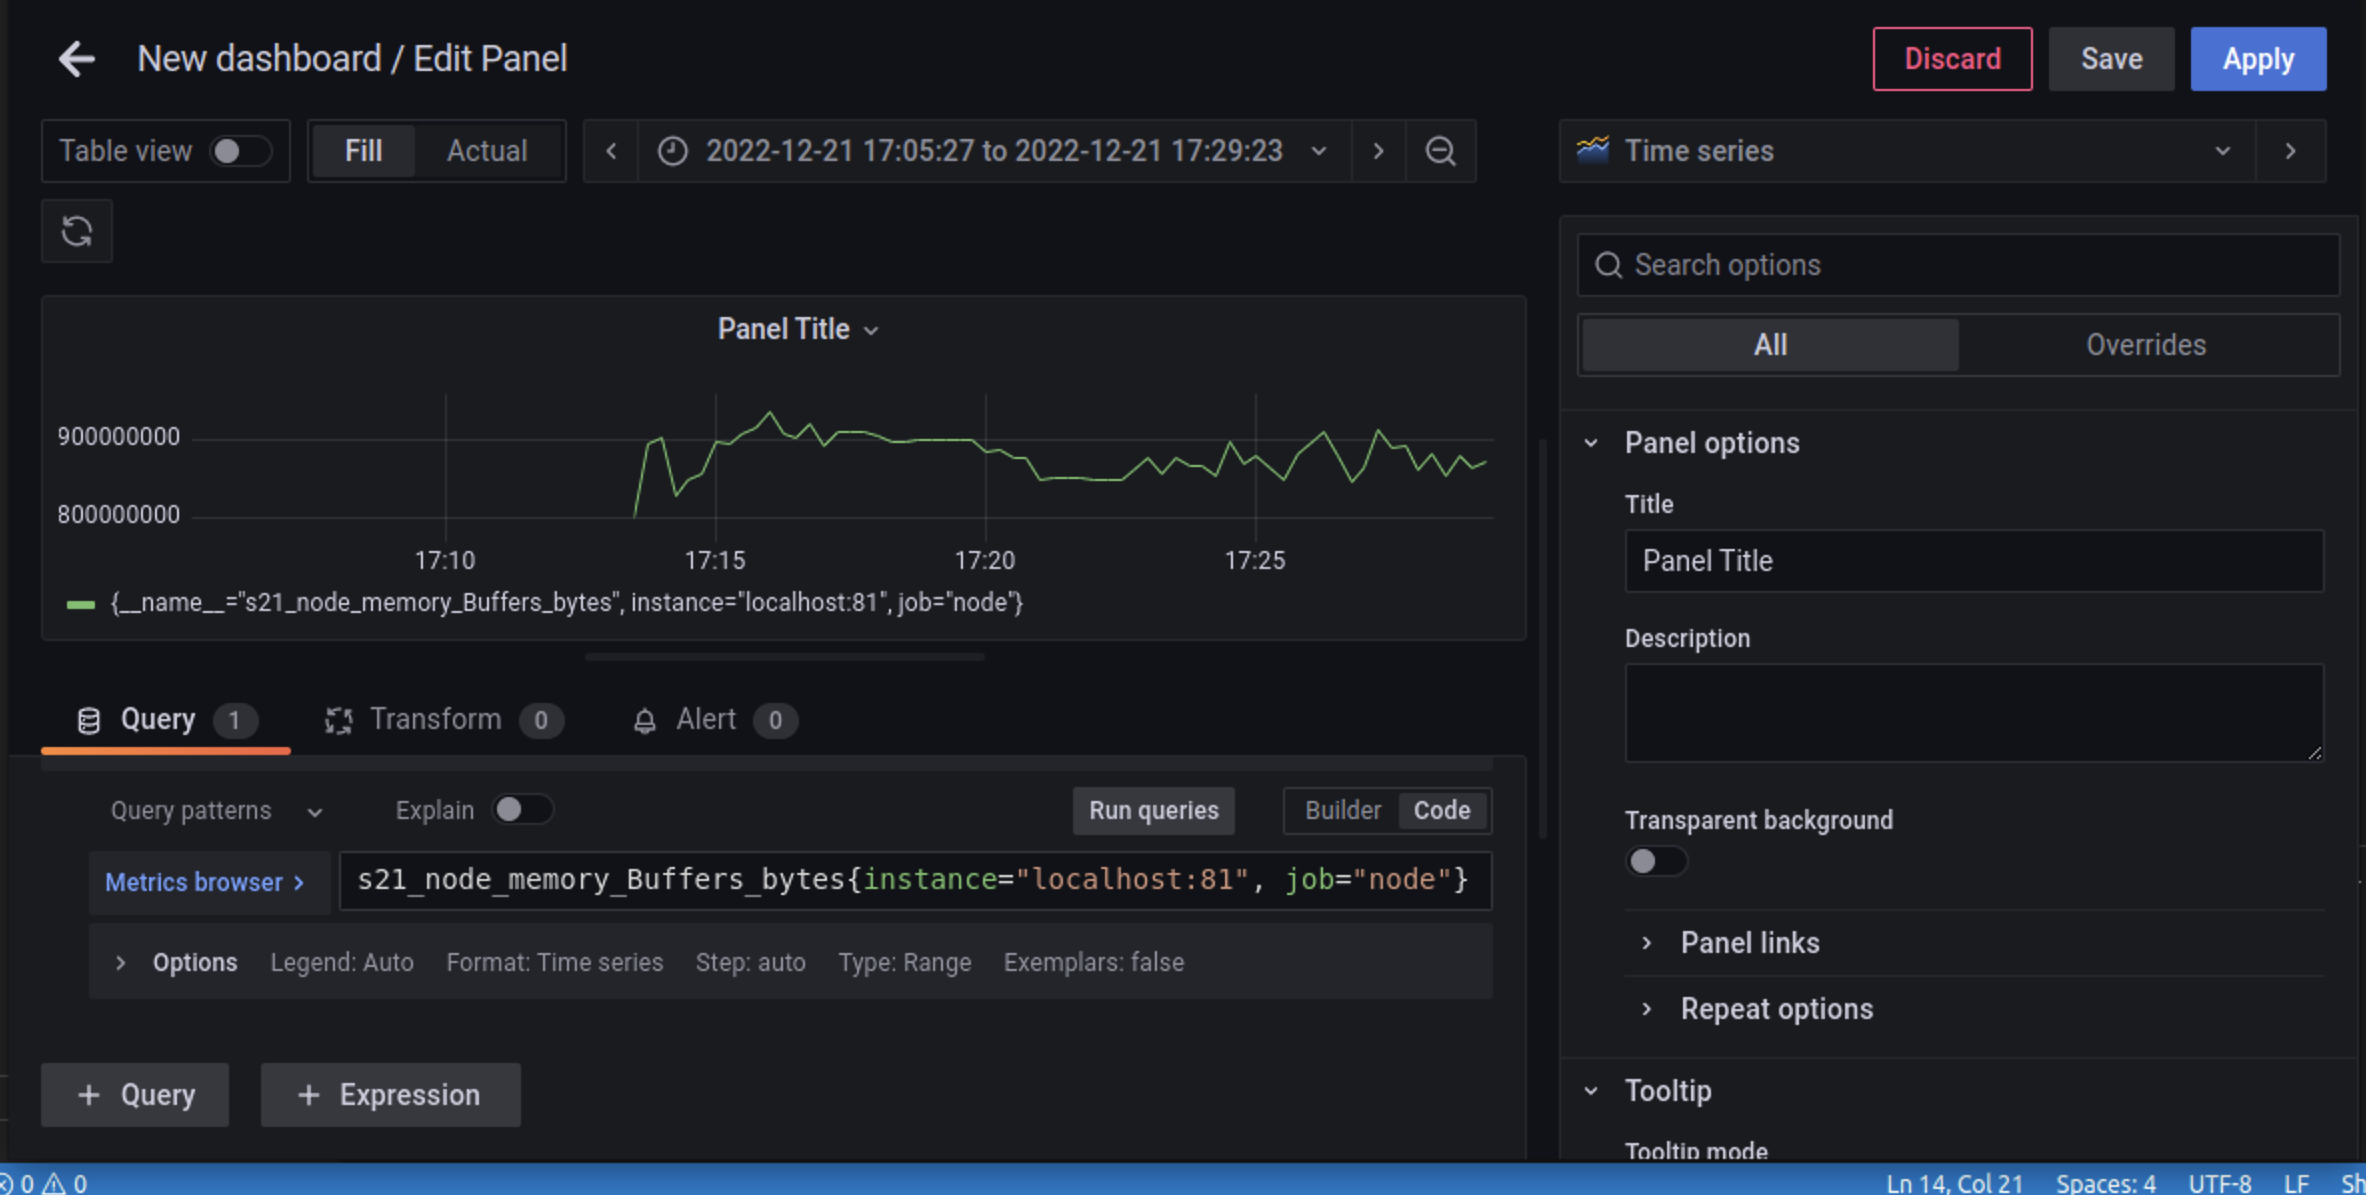 New dashboard / Edit Panel
Discard
Save
Apply
Table view
Fill
Actual
2022-12-21 17:05:27 to 2022-12-21 17:29:23
Time series
Search options
All
Overrides
Panel Title
900000000
800000000
17:10
17:15
17:20
17:25
{__name__="s21_node_memory_Buffers_bytes", instance="localhost:81", job="node"}
Panel options
Title
Panel Title
Description
Query 1
Transform 0
Alert 0
Query patterns
Explain
Run queries
Builder
Code
Metrics browser >
s21_node_memory_Buffers_bytes{instance="localhost:81", job="node"}
Options Legend: Auto Format: Time series Step: auto Type: Range Exemplars: false
+ Query
+ Expression
Transparent background
Panel links
Repeat options
Tooltip
Tooltip mode
0 0
Ln 14, Col 21 Spaces: 4 UTF-8 LF Sh